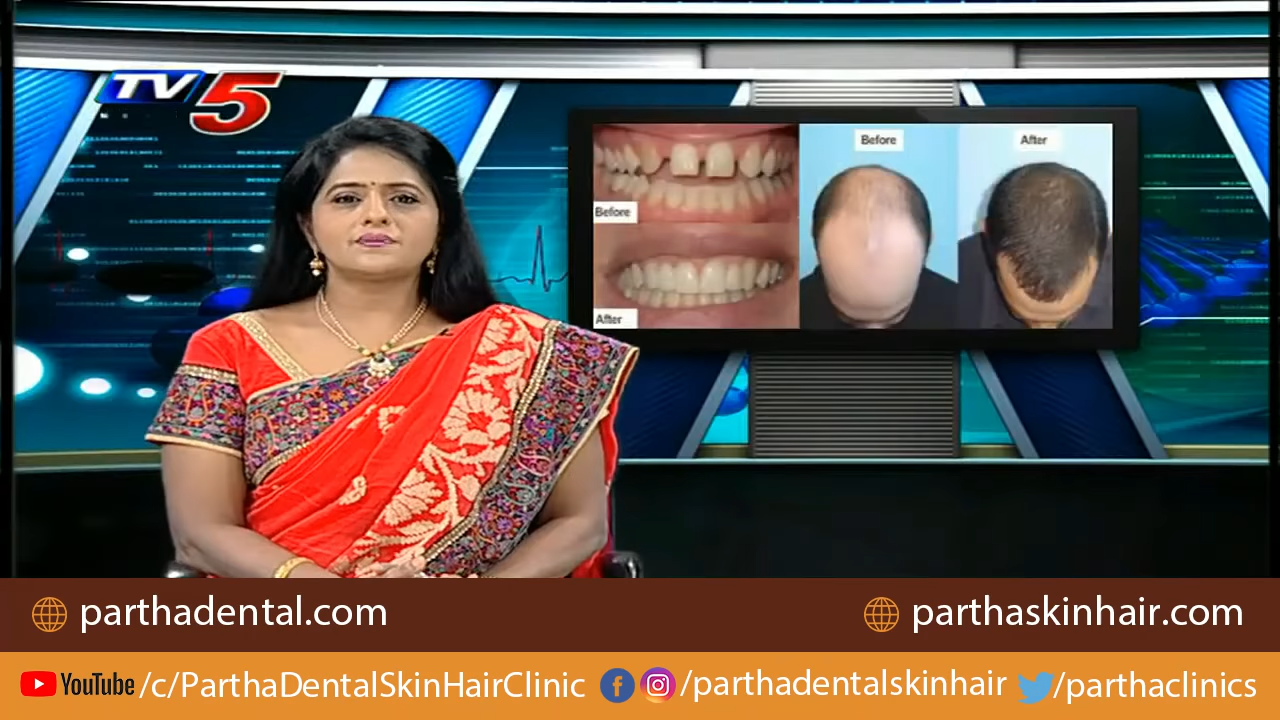 TV5
Before
After
Before
After
parthadental.com
parthaskinhair.com
YouTube /c/ParthaDentalSkinHairClinic
/parthadentalskinhair
/parthaclinics